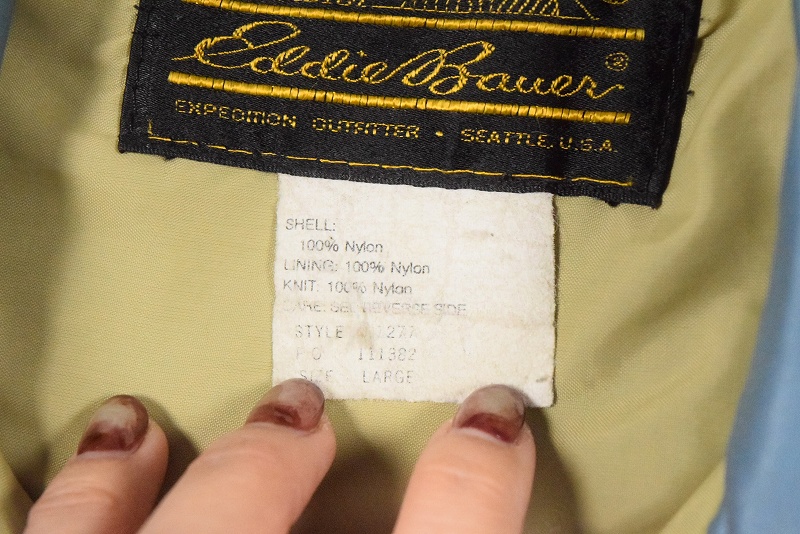 Eddie Bauer®
EXPEDITION OUTFITTER • SEATTLE, U.S.A.
SHELL:
100% Nylon
LINING: 100% Nylon
KNIT: 100% Nylon
CARE: SEE REVERSE SIDE
STYLE
P O 111382
SIZE LARGE